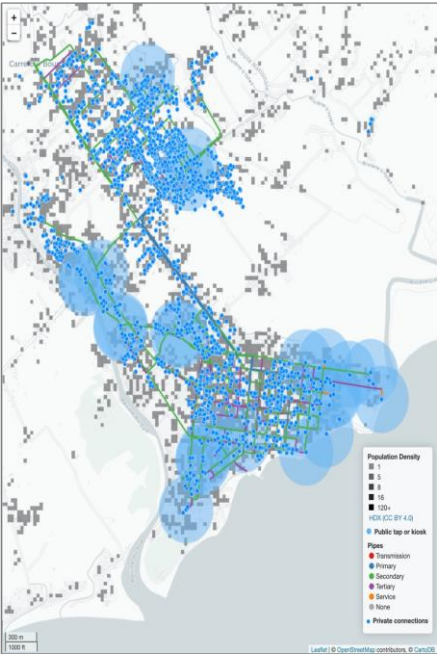 +
−
Population Density
1
5
8
16
120+
HDX (CC BY 4.0)
Public tap or kiosk
Pipes
Transmission
Primary
Secondary
Tertiary
Service
None
Private connections
300 m
1000 ft
Leaflet | © OpenStreetMap contributors, © CartoDB